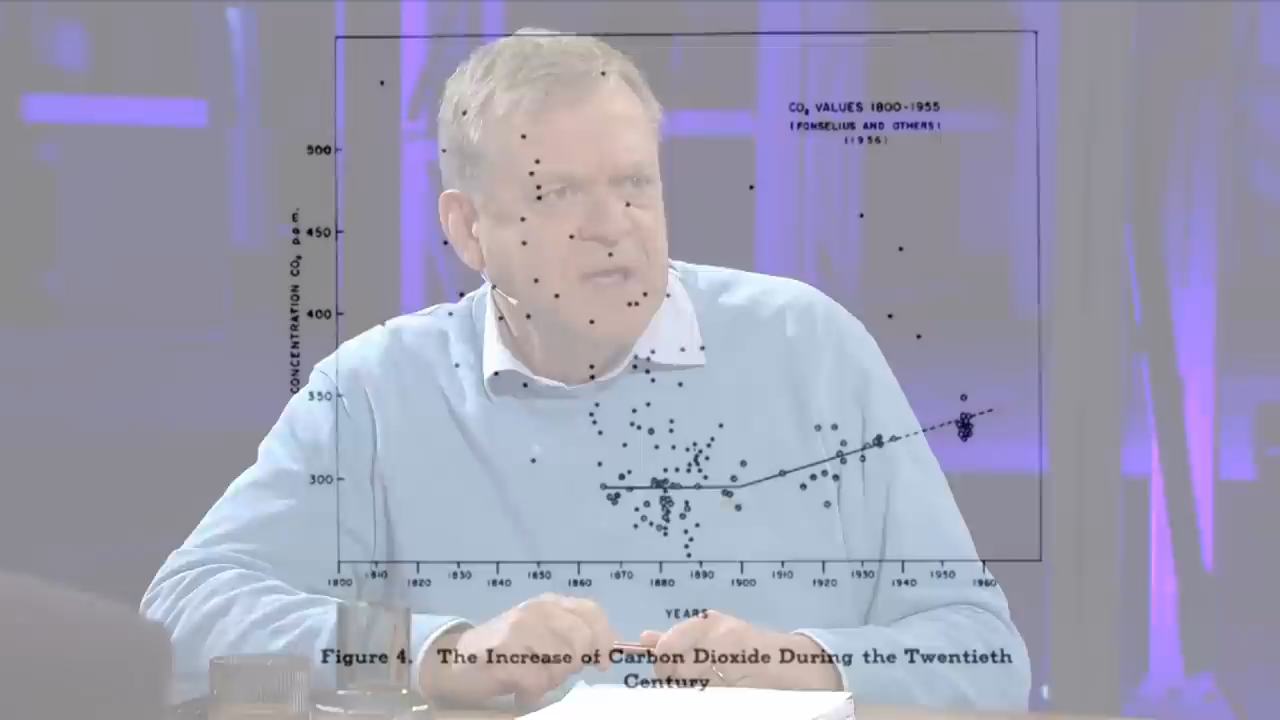 CO₂ VALUES 1800-1955
(FONSELIUS AND OTHERS)
(1956)
CONCENTRATION CO₂ p.p.m.
500
450
400
350
300
1800 1810 1820 1830 1840 1850 1860 1870 1880 1890 1900 1910 1920 1930 1940 1950 1960
YEARS
Figure 4. The Increase of Carbon Dioxide During the Twentieth
Century